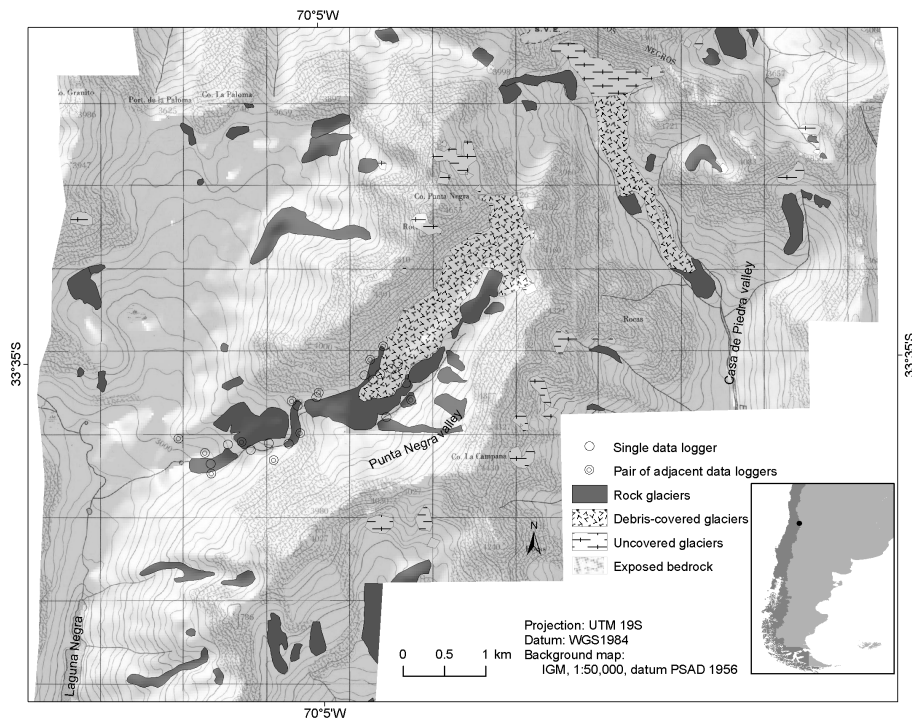 70°5'W
S.V.E.
NEGROS
Co. Granito
Port. de la Paloma
Co. La Paloma
Co. Punta Negra
33°35'S
33°35'S
Rocas
Casa de Piedra valley
Punta Negra valley
Co. La Campana
Laguna Negra
N
Single data logger
Pair of adjacent data loggers
Rock glaciers
Debris-covered glaciers
Uncovered glaciers
Exposed bedrock
0 0.5 1 km
Projection: UTM 19S
Datum: WGS1984
Background map:
IGM, 1:50,000, datum PSAD 1956
70°5'W